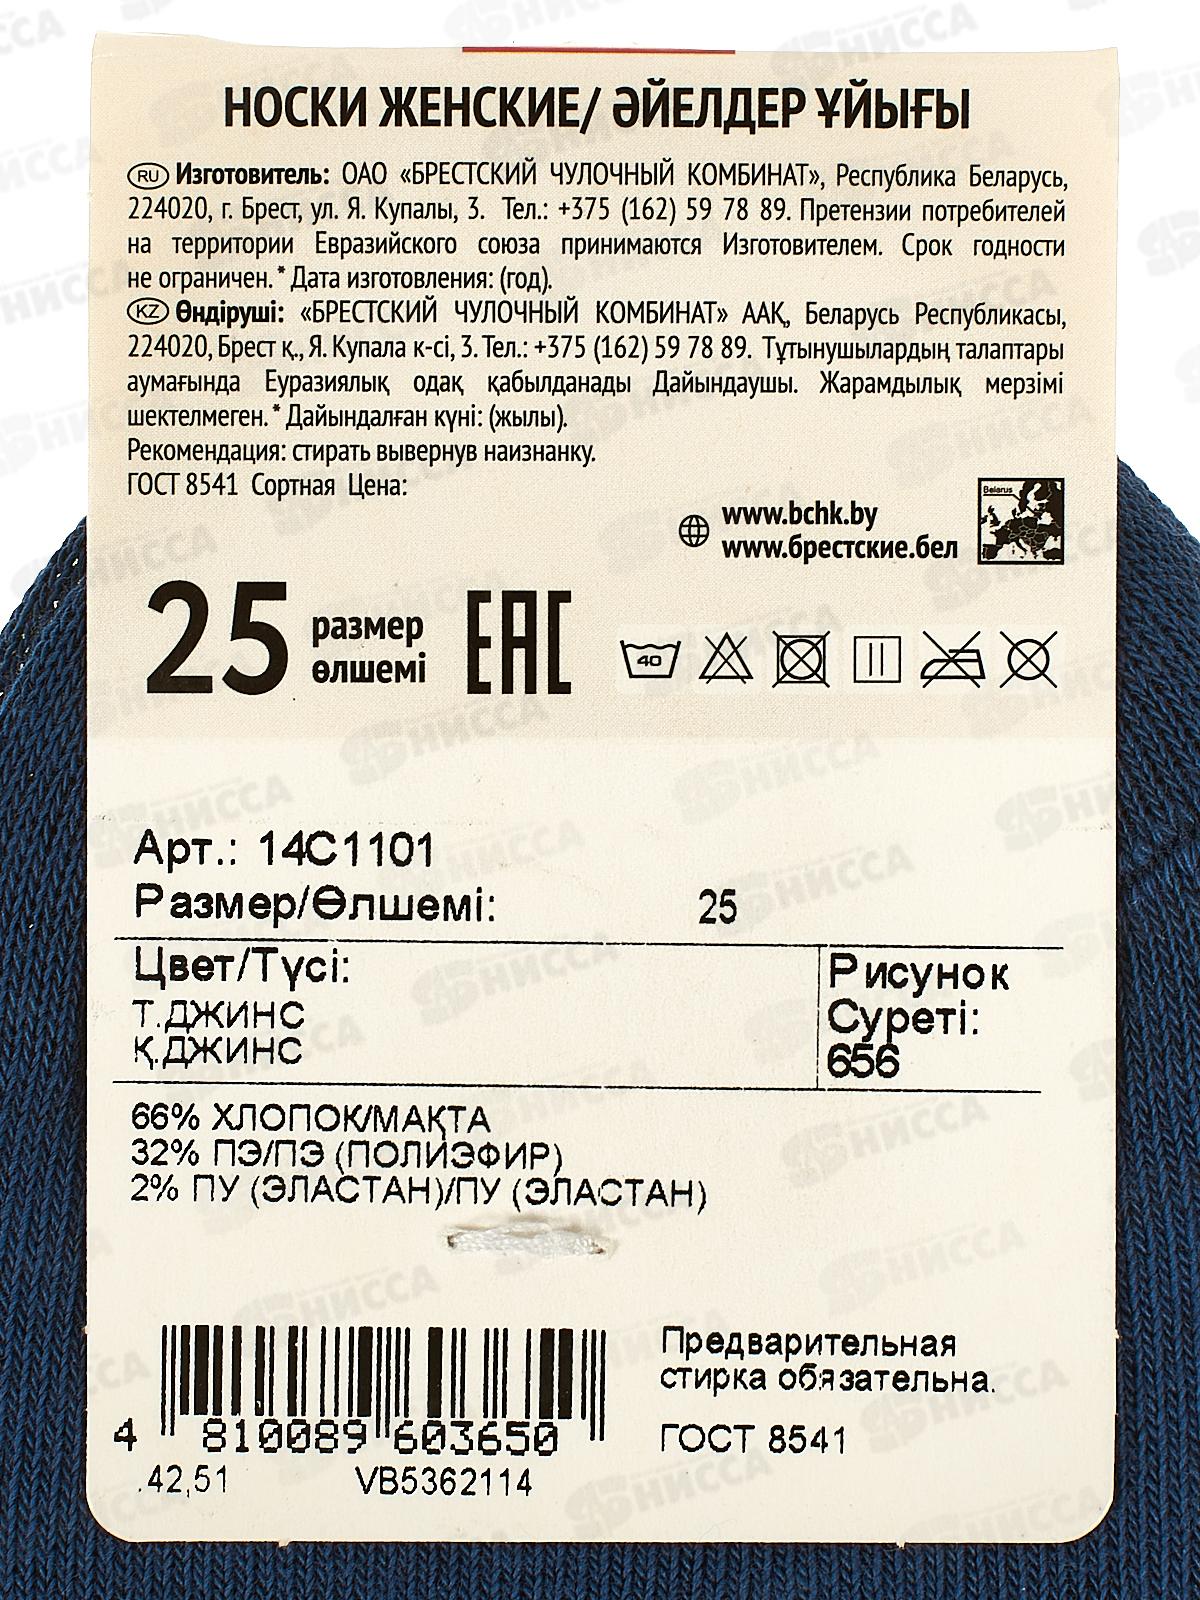 НОСКИ ЖЕНСКИЕ/ ӘЙЕЛДЕР ҰЙЫҒЫ
RU Изготовитель: ОАО «БРЕСТСКИЙ ЧУЛОЧНЫЙ КОМБИНАТ», Республика Беларусь,
224020, г. Брест, ул. Я. Купалы, 3. Тел.: +375 (162) 59 78 89. Претензии потребителей
на территории Евразийского союза принимаются Изготовителем. Срок годности
не ограничен. * Дата изготовления: (год).
KZ Өндіруші: «БРЕСТСКИЙ ЧУЛОЧНЫЙ КОМБИНАТ» ААҚ, Беларусь Республикасы,
224020, Брест қ., Я. Купала к-сі, 3. Тел.: +375 (162) 59 78 89. Тұтынушылардың талаптары
аумағында Еуразиялық одақ қабылданады Дайындаушы. Жарамдылық мерзімі
шектелмеген. * Дайындалған күні: (жылы).
Рекомендация: стирать вывернув наизнанку.
ГОСТ 8541 Сортная Цена:
www.bchk.by
www.брестские.бел
Belarus
25 размер
өлшемі
EAC
40
Арт.: 14С1101
Размер/Өлшемі: 25
Цвет/Түсі:
Т.ДЖИНС
Қ.ДЖИНС
Рисунок
Суреті:
656
66% ХЛОПОК/МАҚТА
32% ПЭ/ПЭ (ПОЛИЭФИР)
2% ПУ (ЭЛАСТАН)/ПУ (ЭЛАСТАН)
Предварительная
стирка обязательна.
ГОСТ 8541
4 810089 603650
.42,51 VB5362114
НИССА